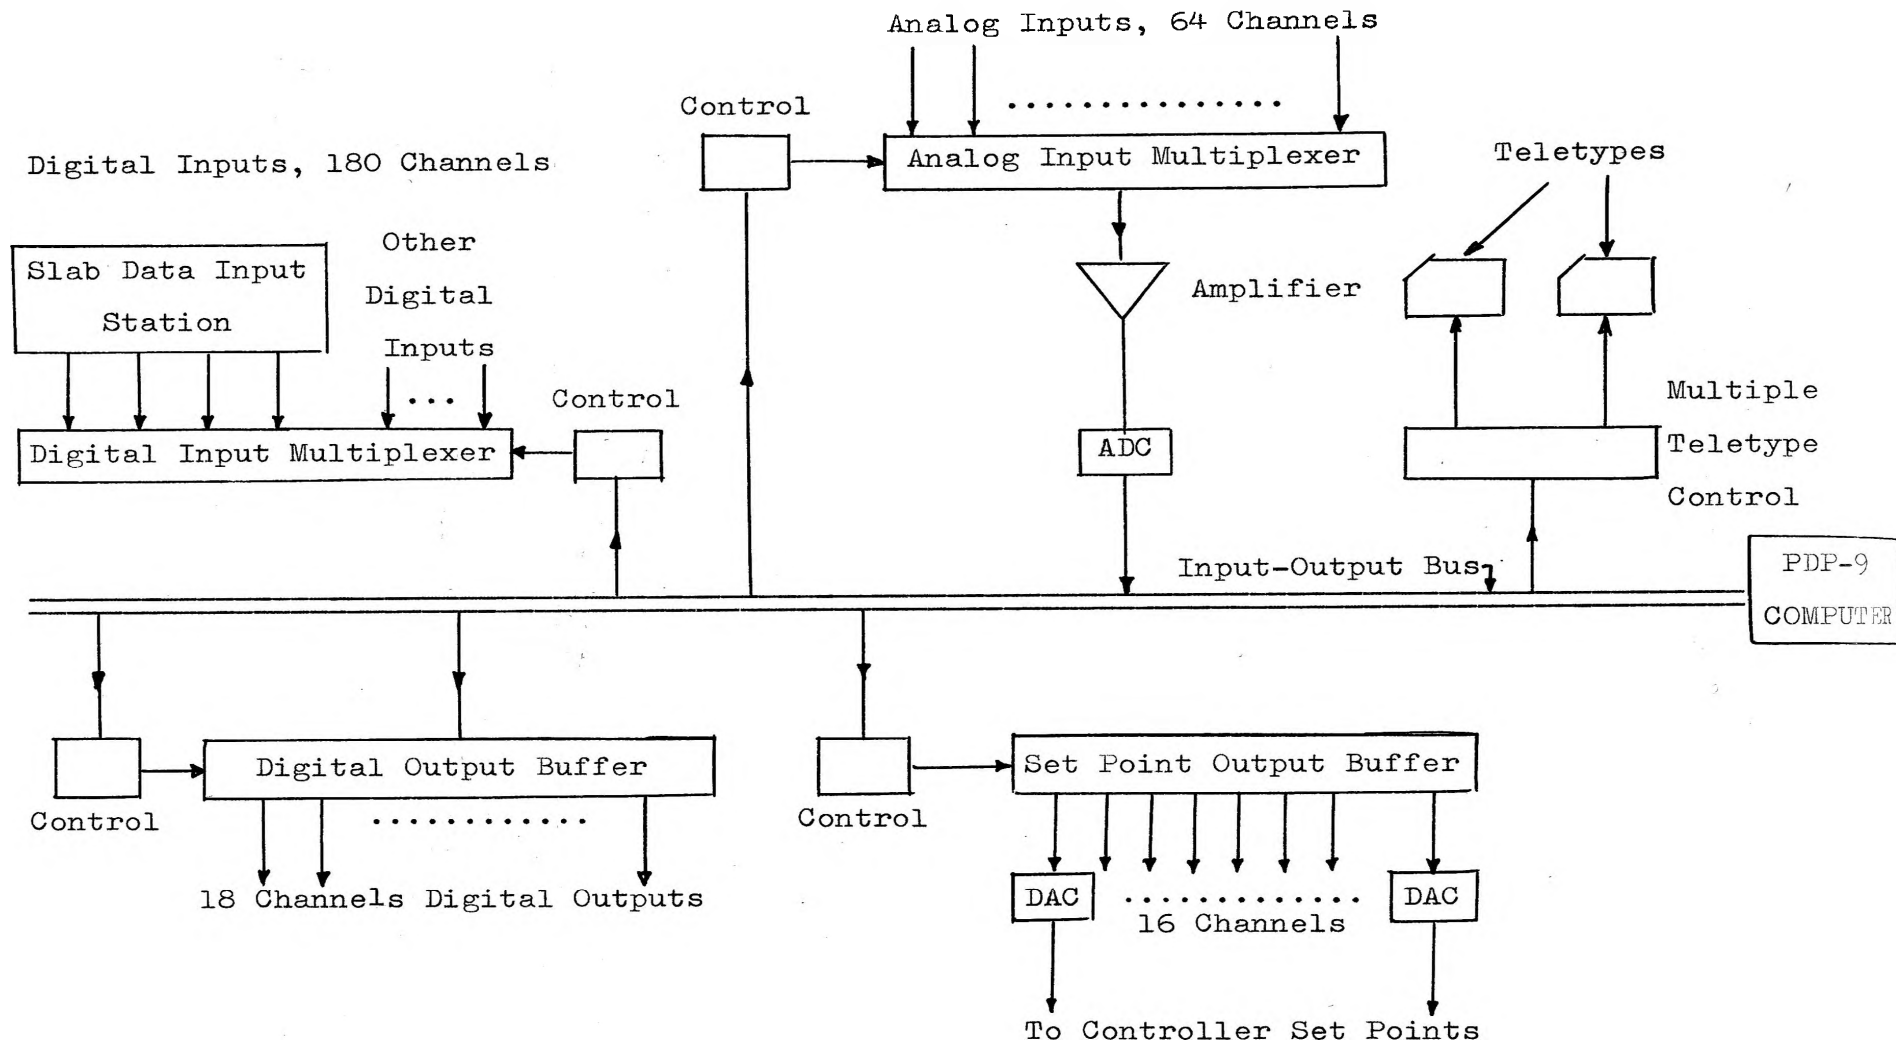 Analog Inputs, 64 Channels
Control
Analog Input Multiplexer
Teletypes
Digital Inputs, 180 Channels
Slab Data Input
Station
Other
Digital
Inputs
Amplifier
Control
Digital Input Multiplexer
ADC
Multiple
Teletype
Control
Input-Output Bus
PDP-9
COMPUTER
Control
Digital Output Buffer
18 Channels Digital Outputs
Control
Set Point Output Buffer
DAC
16 Channels
DAC
To Controller Set Points